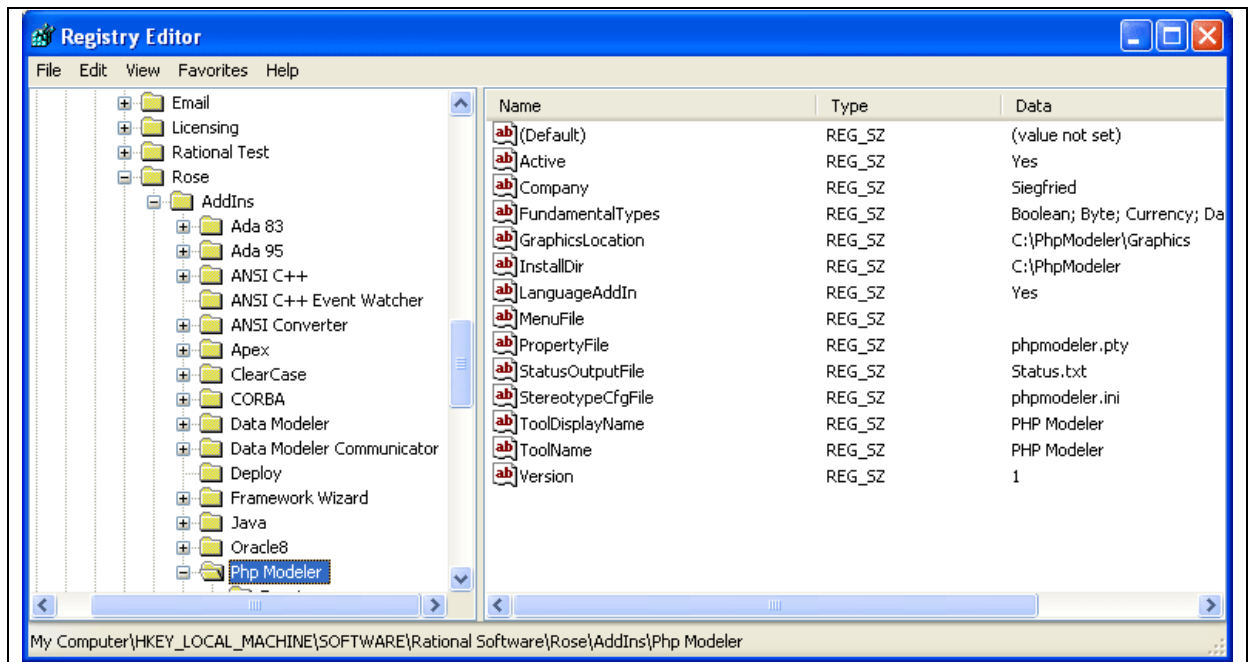 Registry Editor
File Edit View Favorites Help
Email
Licensing
Rational Test
Rose
AddIns
Ada 83
Ada 95
ANSI C++
ANSI C++ Event Watcher
ANSI Converter
Apex
ClearCase
CORBA
Data Modeler
Data Modeler Communicator
Deploy
Framework Wizard
Java
Oracle8
Php Modeler
Name Type Data
(Default) REG_SZ (value not set)
Active REG_SZ Yes
Company REG_SZ Siegfried
FundamentalTypes REG_SZ Boolean; Byte; Currency; Da
GraphicsLocation REG_SZ C:\PhpModeler\Graphics
InstallDir REG_SZ C:\PhpModeler
LanguageAddIn REG_SZ Yes
MenuFile REG_SZ
PropertyFile REG_SZ phpmodeler.pty
StatusOutputFile REG_SZ Status.txt
StereotypeCfgFile REG_SZ phpmodeler.ini
ToolDisplayName REG_SZ PHP Modeler
ToolName REG_SZ PHP Modeler
Version REG_SZ 1
My Computer\HKEY_LOCAL_MACHINE\SOFTWARE\Rational Software\Rose\AddIns\Php Modeler